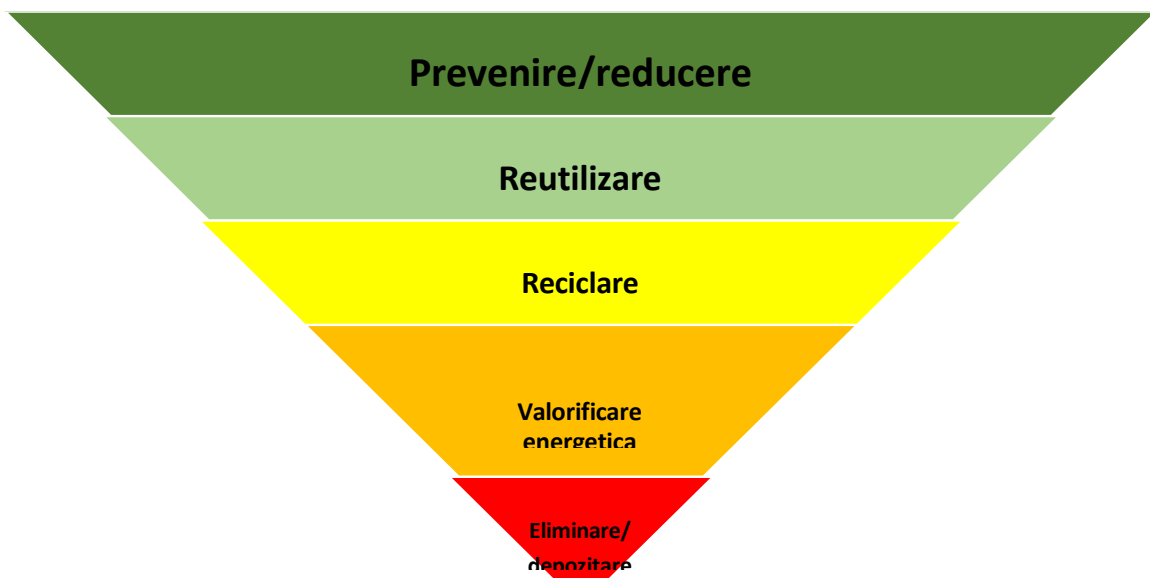 Prevenire/reducere
Reutilizare
Reciclare
Valorificare
energetica
Eliminare/
depozitare